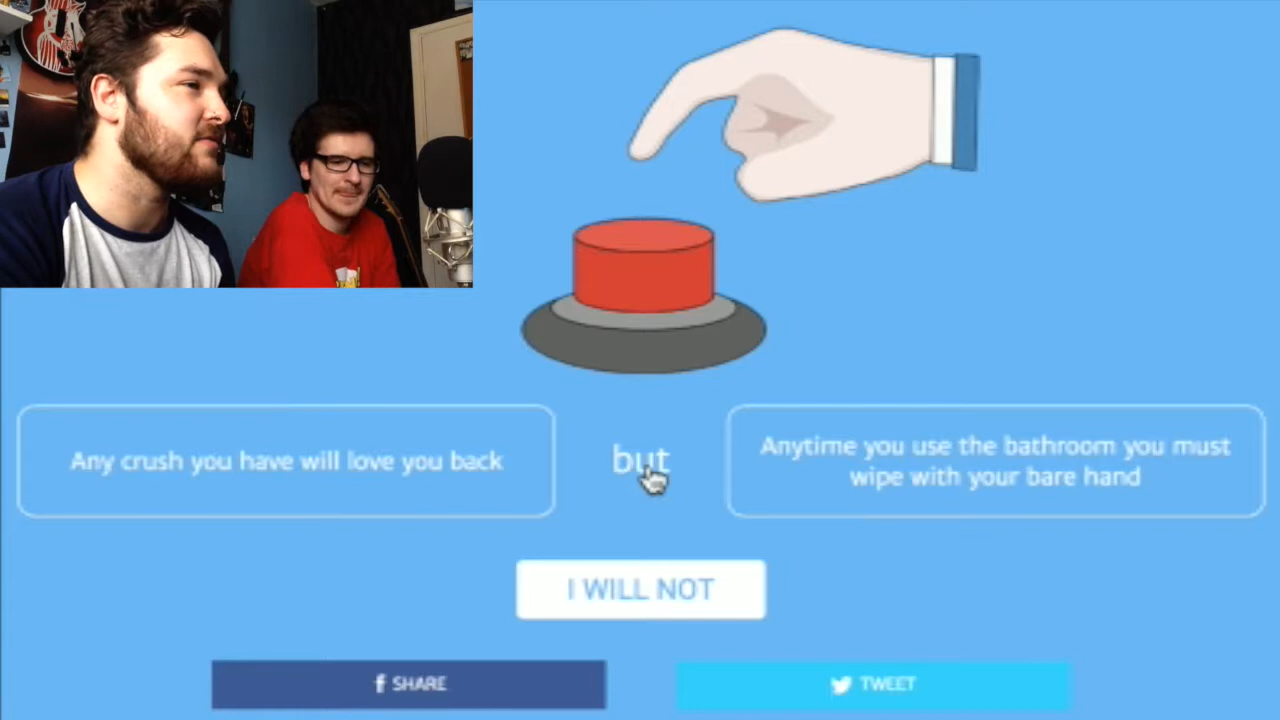 Any crush you have will love you back
but
Anytime you use the bathroom you must
wipe with your bare hand
I WILL NOT
f SHARE
TWEET